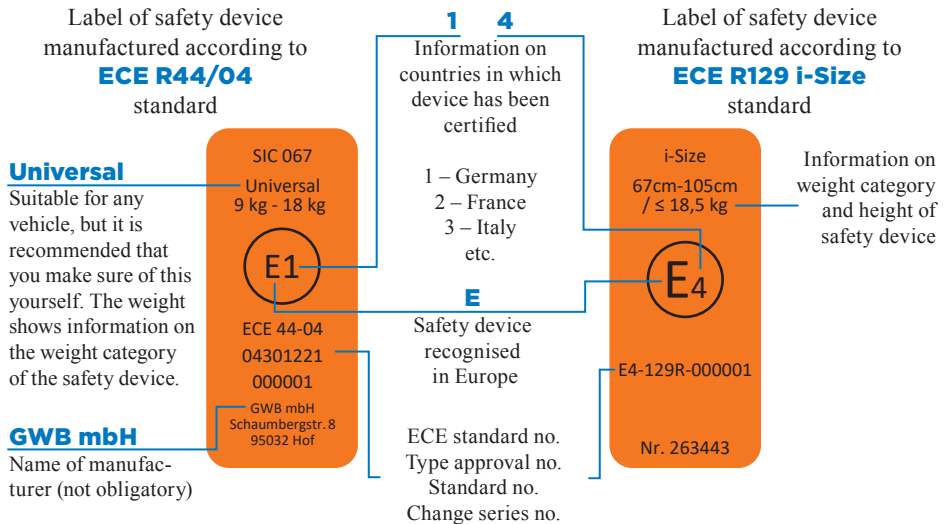 Label of safety device
manufactured according to
ECE R44/04
standard
Universal
Suitable for any
vehicle, but it is
recommended that
you make sure of this
yourself. The weight
shows information on
the weight category
of the safety device.
GWB mbH
Name of manufac-
turer (not obligatory)
SIC 067
Universal
9 kg - 18 kg
E1
ECE 44-04
04301221
000001
GWB mbH
Schaumbergstr. 8
95032 Hof
1 4
Information on
countries in which
device has been
certified
1 – Germany
2 – France
3 – Italy
etc.
E
Safety device
recognised
in Europe
ECE standard no.
Type approval no.
Standard no.
Change series no.
Label of safety device
manufactured according to
ECE R129 i-Size
standard
i-Size
67cm-105cm
/ ≤ 18,5 kg
E4
E4-129R-000001
Nr. 263443
Information on
weight category
and height of
safety device